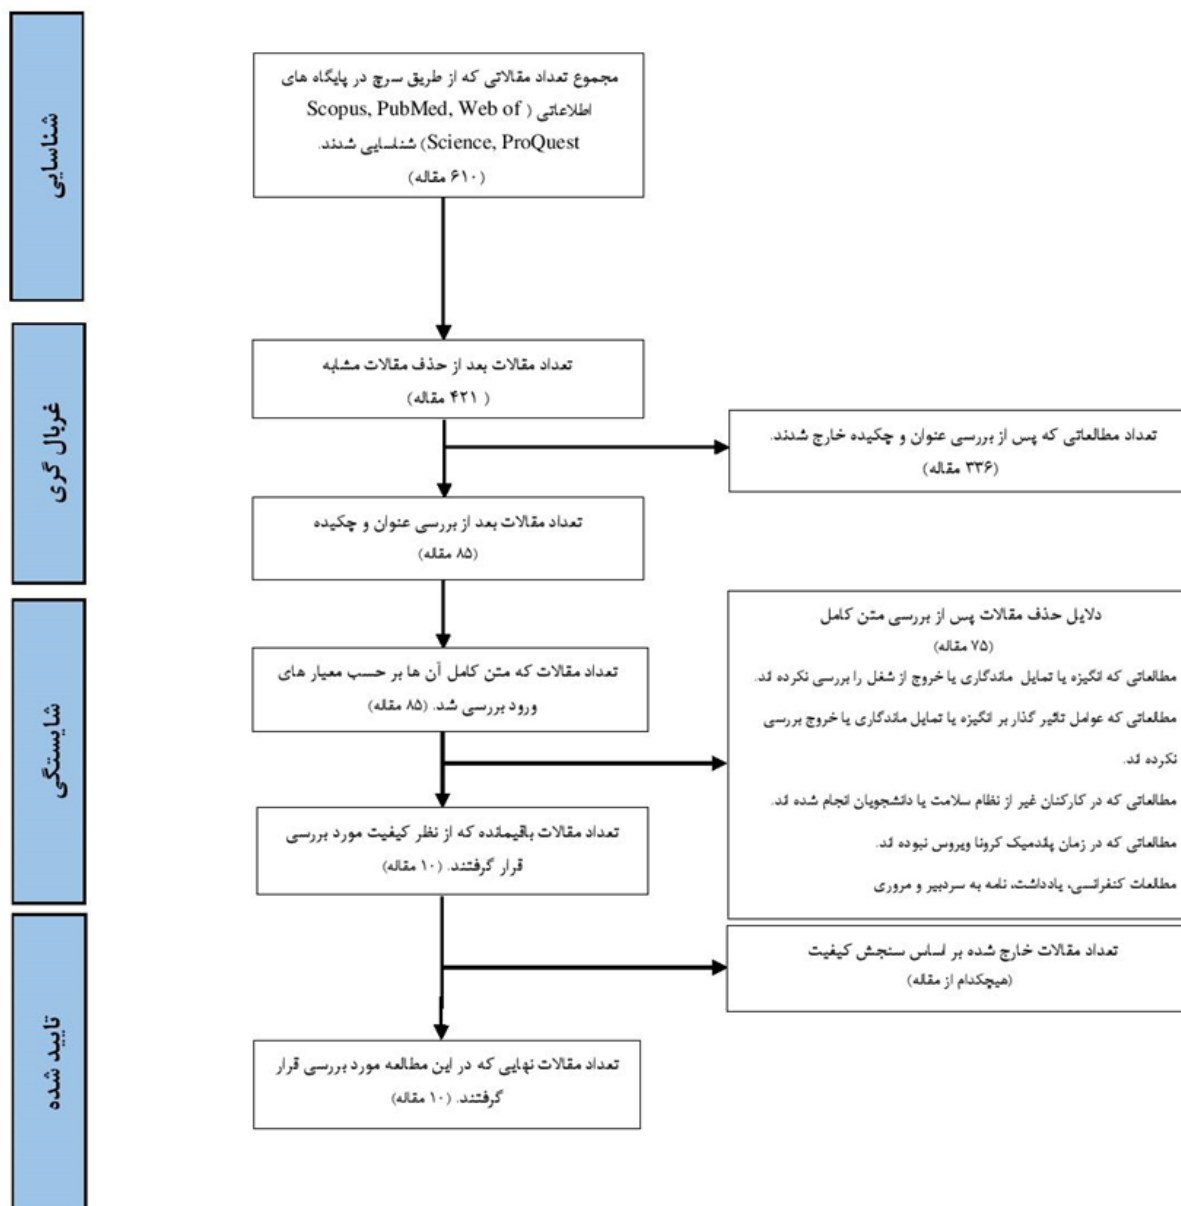 شناسایی
مجموع تعداد مقالاتی که از طریق سرچ در پایگاه های
اطلاعاتی ( Scopus, PubMed, Web of
Science, ProQuest) شناسایی شدند.
(۶۱۰ مقاله)
غربال گری
تعداد مقالات بعد از حذف مقالات مشابه
( ۴۲۱ مقاله)
تعداد مطالعاتی که پس از بررسی عنوان و چکیده خارج شدند.
(۳۳۶ مقاله)
تعداد مقالات بعد از بررسی عنوان و چکیده
(۸۵ مقاله)
شایستگی
تعداد مقالات که متن کامل آن ها بر حسب معیار های
ورود بررسی شد. (۸۵ مقاله)
دلایل حذف مقالات پس از بررسی متن کامل
(۷۵ مقاله)
مطالعاتی که انگیزه یا تمایل ماندگاری یا خروج از شغل را بررسی نکرده اند.
مطالعاتی که عوامل تاثیر گذار بر انگیزه یا تمایل ماندگاری یا خروج بررسی
نکرده اند.
مطالعاتی که در کارکنان غیر از نظام سلامت یا دانشجویان انجام شده اند.
مطالعاتی که در زمان پاندمیک کرونا ویروس نبوده اند.
مطالعات کنفرانسی، یادداشت، نامه به سردبیر و مروری
تعداد مقالات باقیمانده که از نظر کیفیت مورد بررسی
قرار گرفتند. (۱۰ مقاله)
تایید شده
تعداد مقالات خارج شده بر اساس سنجش کیفیت
(هیچکدام از مقاله)
تعداد مقالات نهایی که در این مطالعه مورد بررسی قرار
گرفتند. (۱۰ مقاله)